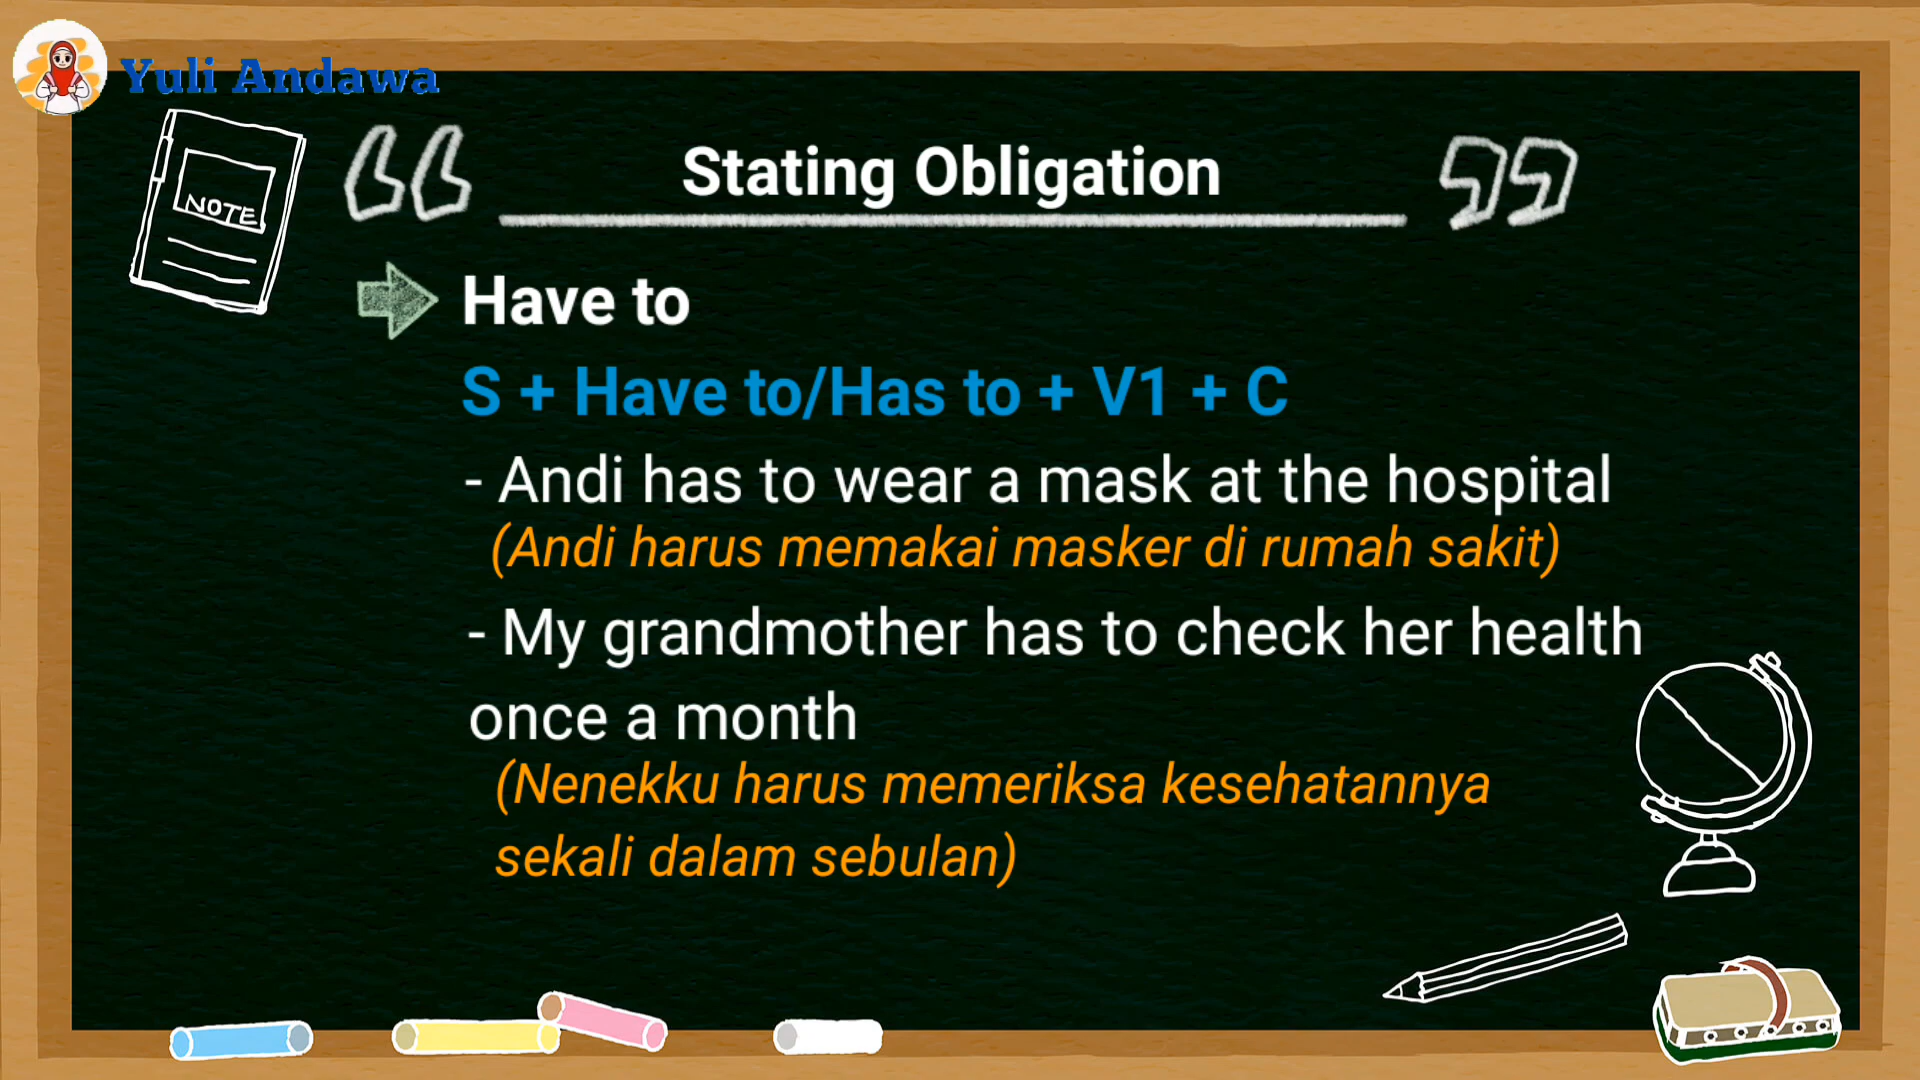 Yuli Andawa
NOTE
Stating Obligation
Have to
S + Have to/Has to + V1 + C
- Andi has to wear a mask at the hospital
(Andi harus memakai masker di rumah sakit)
- My grandmother has to check her health
once a month
(Nenekku harus memeriksa kesehatannya
sekali dalam sebulan)